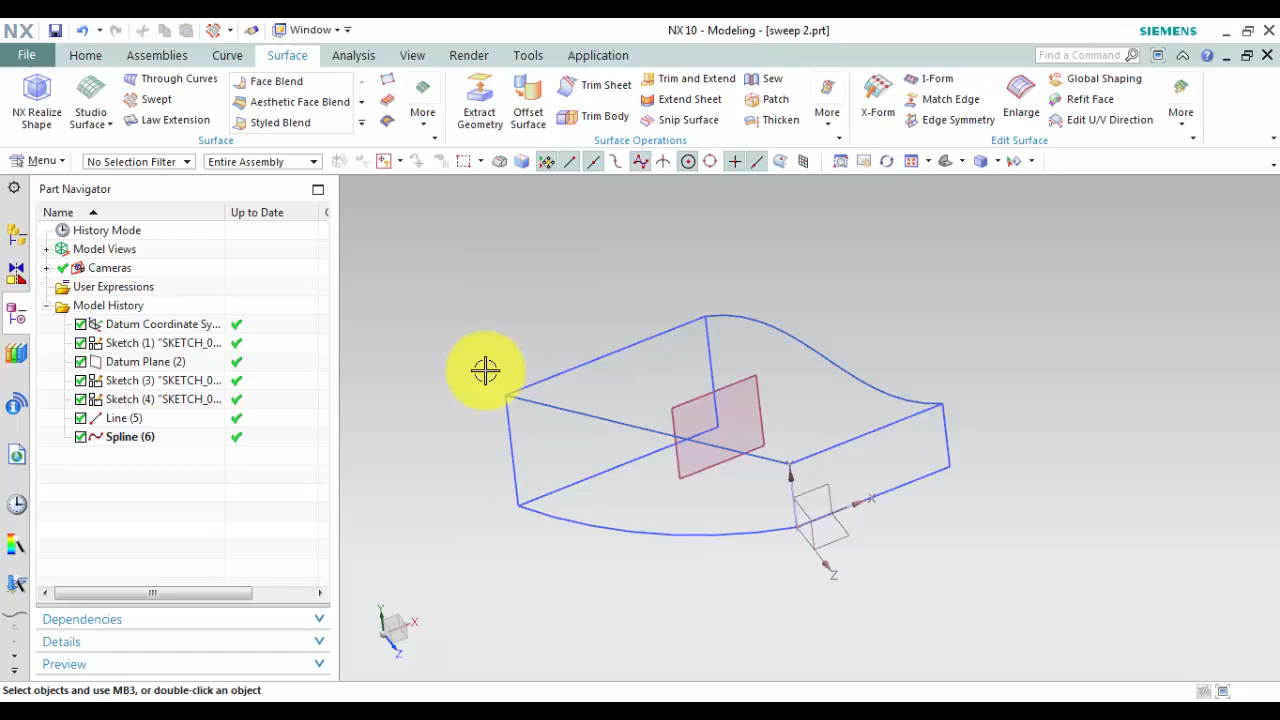 NX Window NX 10 - Modeling - [sweep 2.prt] SIEMENS
File Home Assemblies Curve Surface Analysis View Render Tools Application Find a Command
NX Realize Shape
Studio Surface
Through Curves
Swept
Law Extension
Face Blend
Aesthetic Face Blend
Styled Blend
More
Surface
Extract Geometry
Offset Surface
Trim Sheet
Trim Body
Trim and Extend
Extend Sheet
Snip Surface
Sew
Patch
Thicken
More
Surface Operations
X-Form
I-Form
Match Edge
Edge Symmetry
Enlarge
Global Shaping
Refit Face
Edit U/V Direction
More
Edit Surface
Menu No Selection Filter Entire Assembly
Part Navigator
Name Up to Date
History Mode
Model Views
Cameras
User Expressions
Model History
Datum Coordinate Sy...
Sketch (1) "SKETCH_0...
Datum Plane (2)
Sketch (3) "SKETCH_0...
Sketch (4) "SKETCH_0...
Line (5)
Spline (6)
Dependencies
Details
Preview
Y
X
Z
Y
X
Z
Select objects and use MB3, or double-click an object